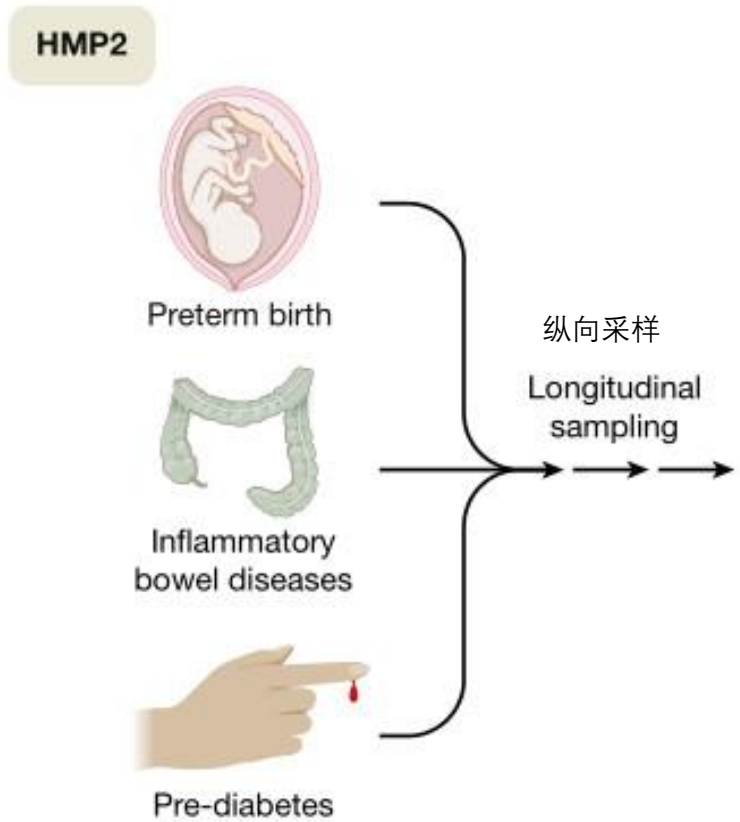 HMP2
Preterm birth
纵向采样
Longitudinal
sampling
Inflammatory
bowel diseases
Pre-diabetes